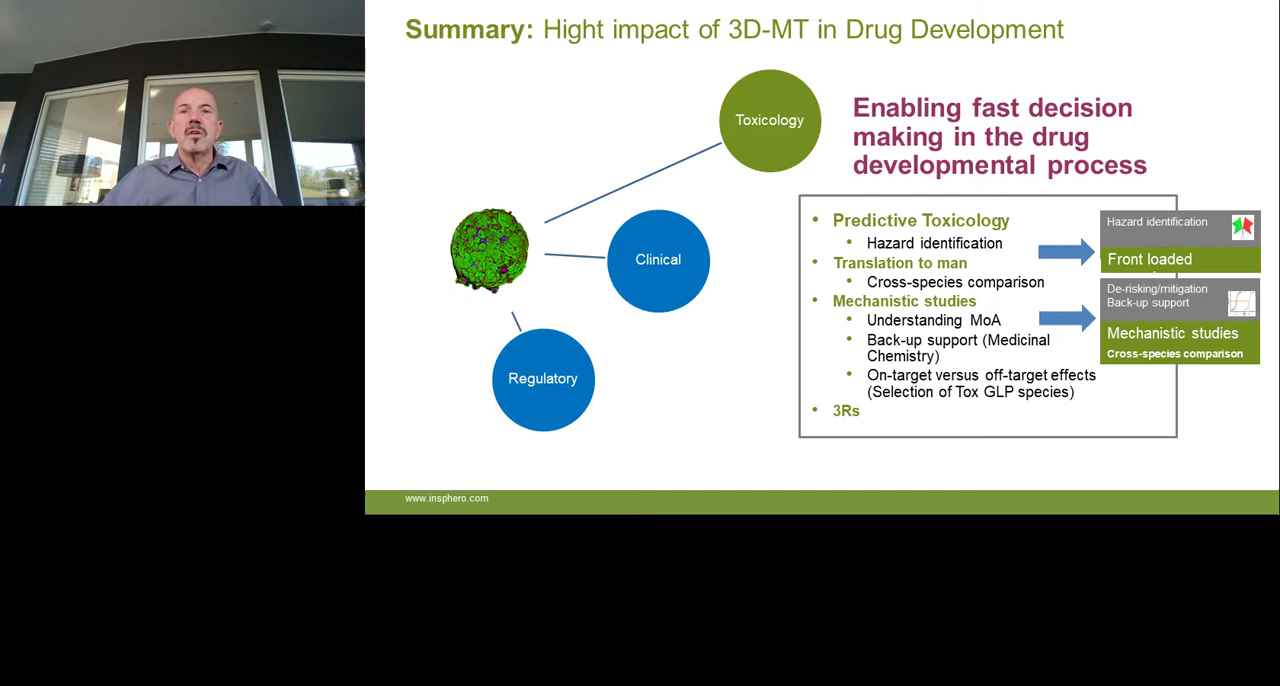 Summary: Hight impact of 3D-MT in Drug Development
Toxicology
Clinical
Regulatory
Enabling fast decision
making in the drug
developmental process
• Predictive Toxicology
• Hazard identification
• Translation to man
• Cross-species comparison
• Mechanistic studies
• Understanding MoA
• Back-up support (Medicinal
Chemistry)
• On-target versus off-target effects
(Selection of Tox GLP species)
• 3Rs
Hazard identification
Front loaded
De-risking/mitigation
Back-up support
Mechanistic studies
Cross-species comparison
www.insphero.com